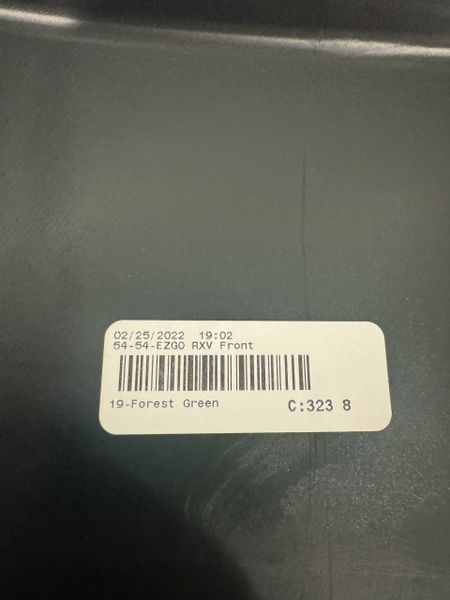 02/25/2022 19:02
54-54-EZGO RXV Front
19-Forest Green C:323 8